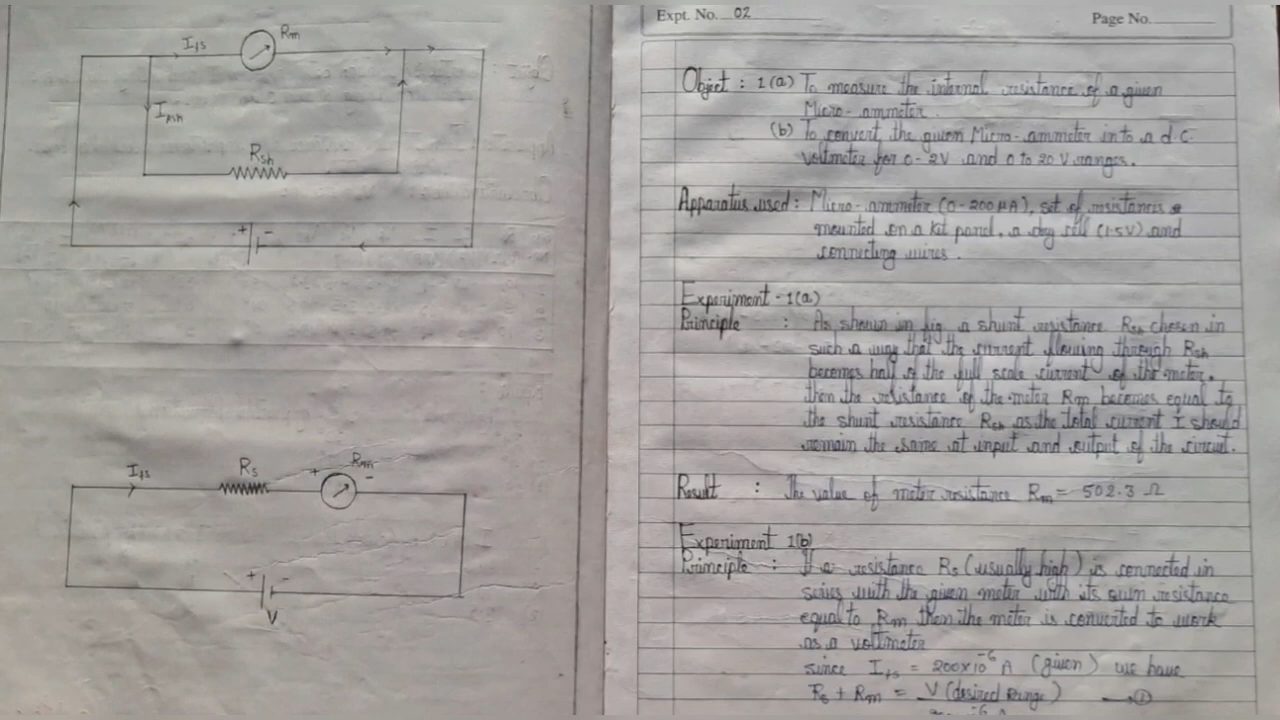 Ifs
Rm
Ifsh
Rsh
+ -
Ifs
Rs
+ Rm -
+ -
V
Expt. No. 02
Page No.
Object : 1(a) To measure the internal resistance of a given
Micro-ammeter.
(b) To convert the given Micro-ammeter into a d.C.
voltmeter for 0-2V and 0 to 20 V ranges.
Apparatus used : Micro-ammeter (0-200μA), set of resistances
mounted on a kit panel, a dry cell (1.5V) and
connecting wires.
Experiment - 1(a)
Principle : As shown in fig a shunt resistance Rsh chosen in
such a way that the current flowing through Rsh
becomes half of the full scale current of the meter.
then the resistance of the meter Rm becomes equal to
the shunt resistance Rsh as the total current I should
remain the same at input and output of the circuit.
Result : The value of meter resistance Rm = 502.3 Ω
Experiment 1(b)
Principle : If a resistance Rs (usually high) is connected in
series with the given meter with its own resistance
equal to Rm then the meter is converted to work
as a voltmeter
since Ifs = 200x10⁻⁶ A (given) we have
Rs + Rm = V (desired Range) → ①